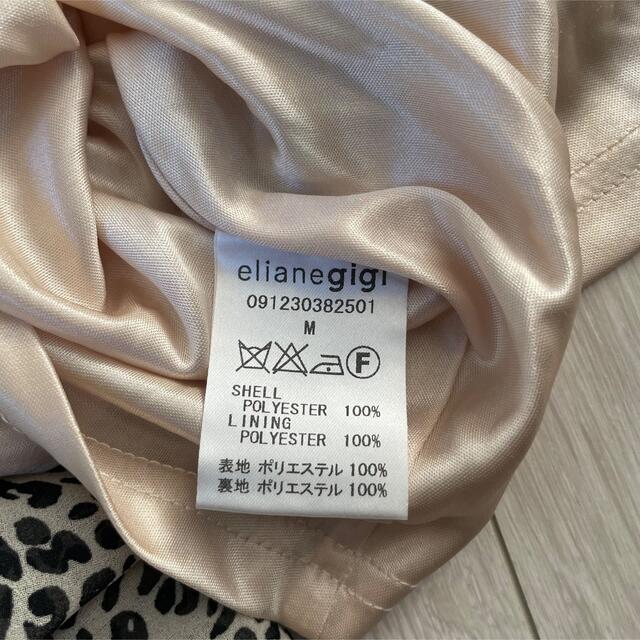 elianegigi
091230382501
M
F
SHELL
POLYESTER 100%
LINING
POLYESTER 100%
表地 ポリエステル 100%
裏地 ポリエステル 100%